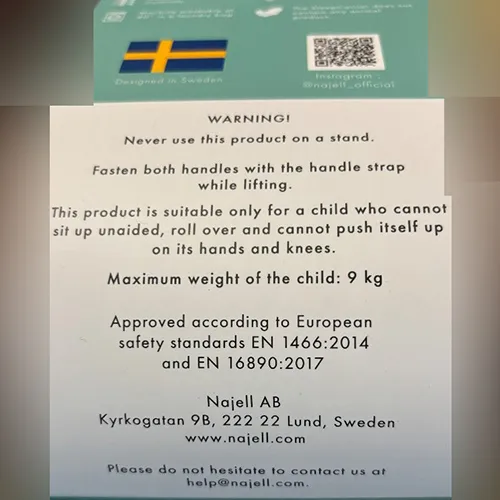 product.
Designed in Sweden
Instagram
@najell_official
WARNING!
Never use this product on a stand.
Fasten both handles with the handle strap
while lifting.
This product is suitable only for a child who cannot
sit up unaided, roll over and cannot push itself up
on its hands and knees.
Maximum weight of the child: 9 kg
Approved according to European
safety standards EN 1466:2014
and EN 16890:2017
Najell AB
Kyrkogatan 9B, 222 22 Lund, Sweden
www.najell.com
Please do not hesitate to contact us at
help@najell.com.